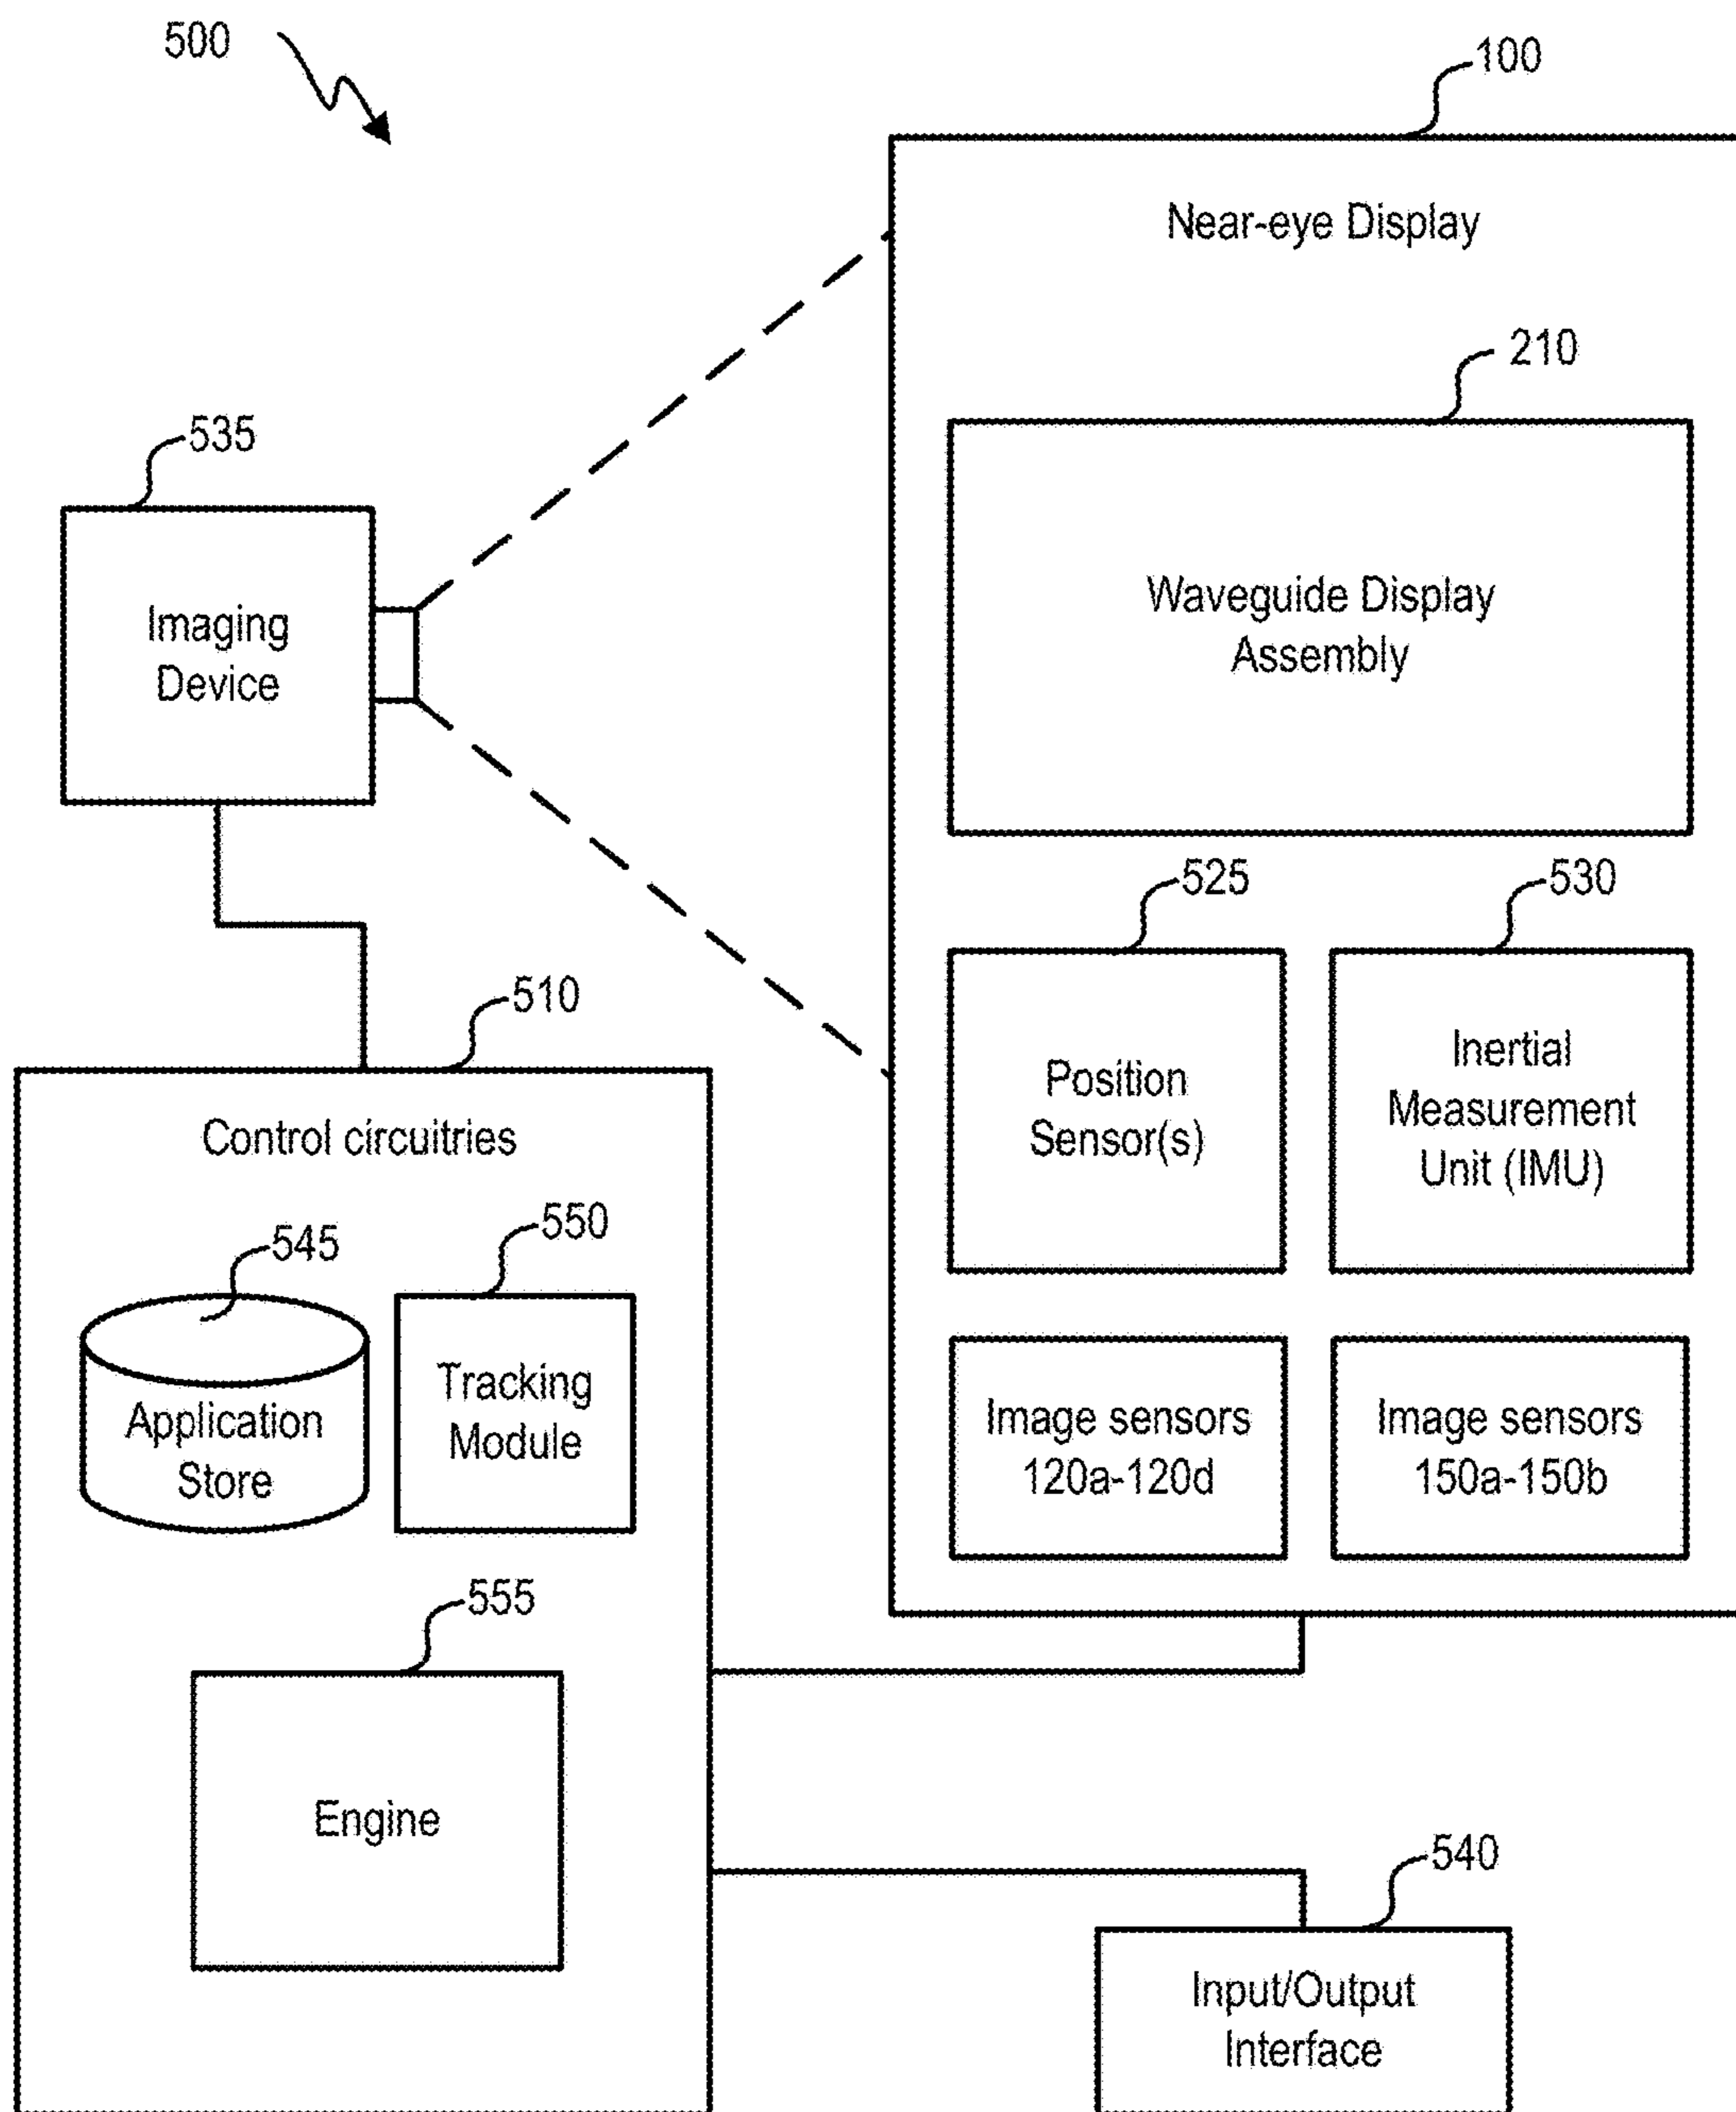 500
100
Near-eye Display
210
Waveguide Display
Assembly
535
Imaging
Device
525
530
Position
Sensor(s)
Inertial
Measurement
Unit (IMU)
510
Control circuitries
545
550
Application
Store
Tracking
Module
Image sensors
120a-120d
Image sensors
150a-150b
555
Engine
540
Input/Output
Interface